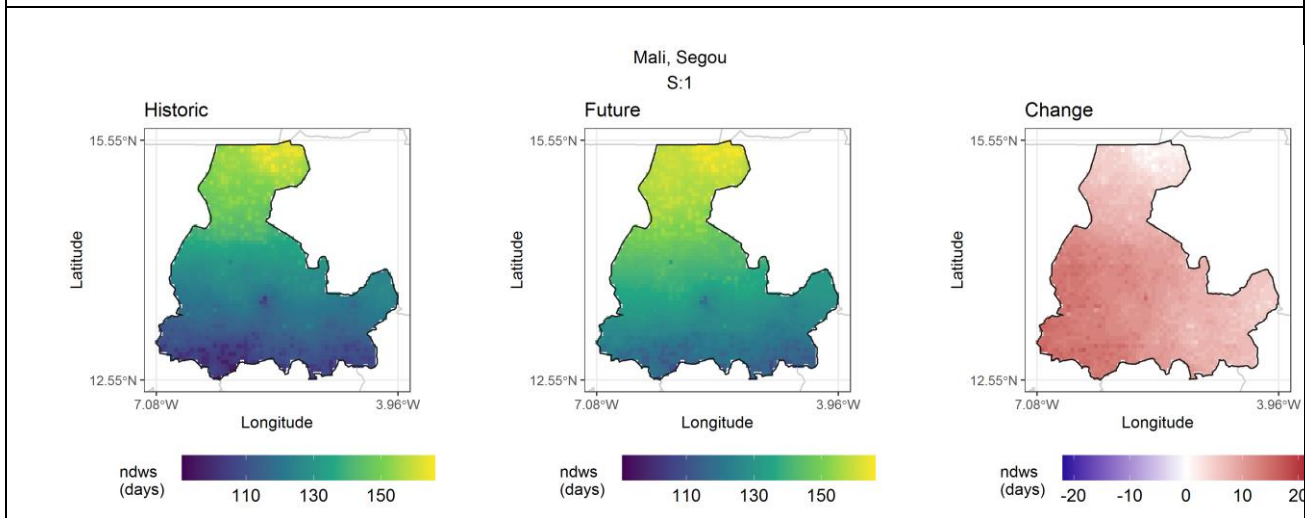 Mali, Segou
S:1
Historic
Future
Change
15.55°N
12.55°N
Latitude
7.08°W
3.96°W
Longitude
15.55°N
12.55°N
Latitude
7.08°W
3.96°W
Longitude
15.55°N
12.55°N
Latitude
7.08°W
3.96°W
Longitude
ndws
(days)
110 130 150
ndws
(days)
110 130 150
ndws
(days)
-20 -10 0 10 20